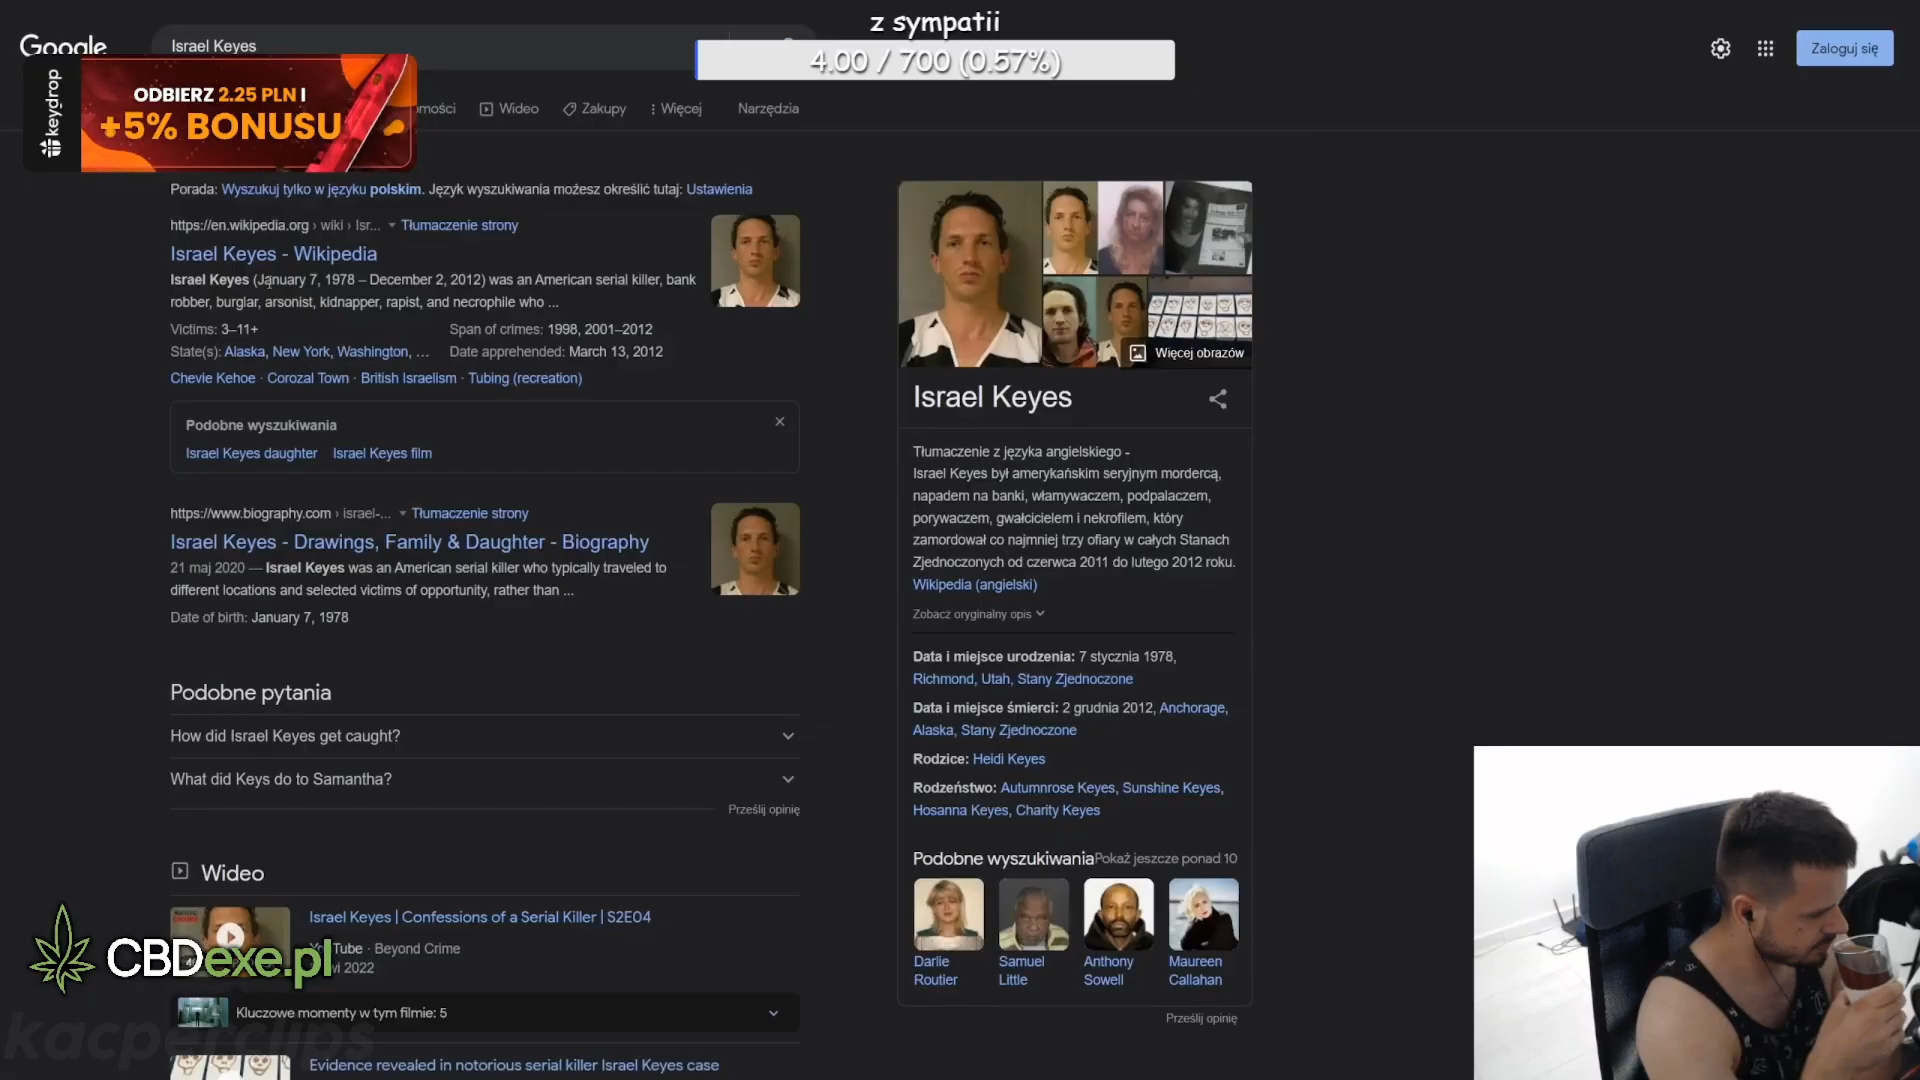 z sympatii
4.00 / 700 (0.57%)
Google
Israel Keyes
Zaloguj się
keydrop
ODBIERZ 2.25 PLN I
+5% BONUSU
Wideo
Zakupy
Więcej
Narzędzia
Porada: Wyszukuj tylko w języku polskim. Język wyszukiwania możesz określić tutaj: Ustawienia
https://en.wikipedia.org › wiki › Isr... Tłumaczenie strony
Israel Keyes - Wikipedia
Israel Keyes (January 7, 1978 – December 2, 2012) was an American serial killer, bank
robber, burglar, arsonist, kidnapper, rapist, and necrophile who ...
Victims: 3–11+
Span of crimes: 1998, 2001–2012
State(s): Alaska, New York, Washington, ...
Date apprehended: March 13, 2012
Chevie Kehoe · Corozal Town · British Israelism · Tubing (recreation)
Podobne wyszukiwania
Israel Keyes daughter
Israel Keyes film
https://www.biography.com › israel-... Tłumaczenie strony
Israel Keyes - Drawings, Family & Daughter - Biography
21 maj 2020 — Israel Keyes was an American serial killer who typically traveled to
different locations and selected victims of opportunity, rather than ...
Date of birth: January 7, 1978
Podobne pytania
How did Israel Keyes get caught?
What did Keys do to Samantha?
Prześlij opinię
Wideo
Israel Keyes | Confessions of a Serial Killer | S2E04
YouTube · Beyond Crime
2022
CBDexe.pl
Kluczowe momenty w tym filmie: 5
kacperclips
Evidence revealed in notorious serial killer Israel Keyes case
Więcej obrazów
Israel Keyes
Tłumaczenie z języka angielskiego -
Israel Keyes był amerykańskim seryjnym mordercą,
napadem na banki, włamywaczem, podpalaczem,
porywaczem, gwałcicielem i nekrofilem, który
zamordował co najmniej trzy ofiary w całych Stanach
Zjednoczonych od czerwca 2011 do lutego 2012 roku.
Wikipedia (angielski)
Zobacz oryginalny opis
Data i miejsce urodzenia: 7 stycznia 1978,
Richmond, Utah, Stany Zjednoczone
Data i miejsce śmierci: 2 grudnia 2012, Anchorage,
Alaska, Stany Zjednoczone
Rodzice: Heidi Keyes
Rodzeństwo: Autumnrose Keyes, Sunshine Keyes,
Hosanna Keyes, Charity Keyes
Podobne wyszukiwania
Pokaż jeszcze ponad 10
Darlie
Routier
Samuel
Little
Anthony
Sowell
Maureen
Callahan
Prześlij opinię